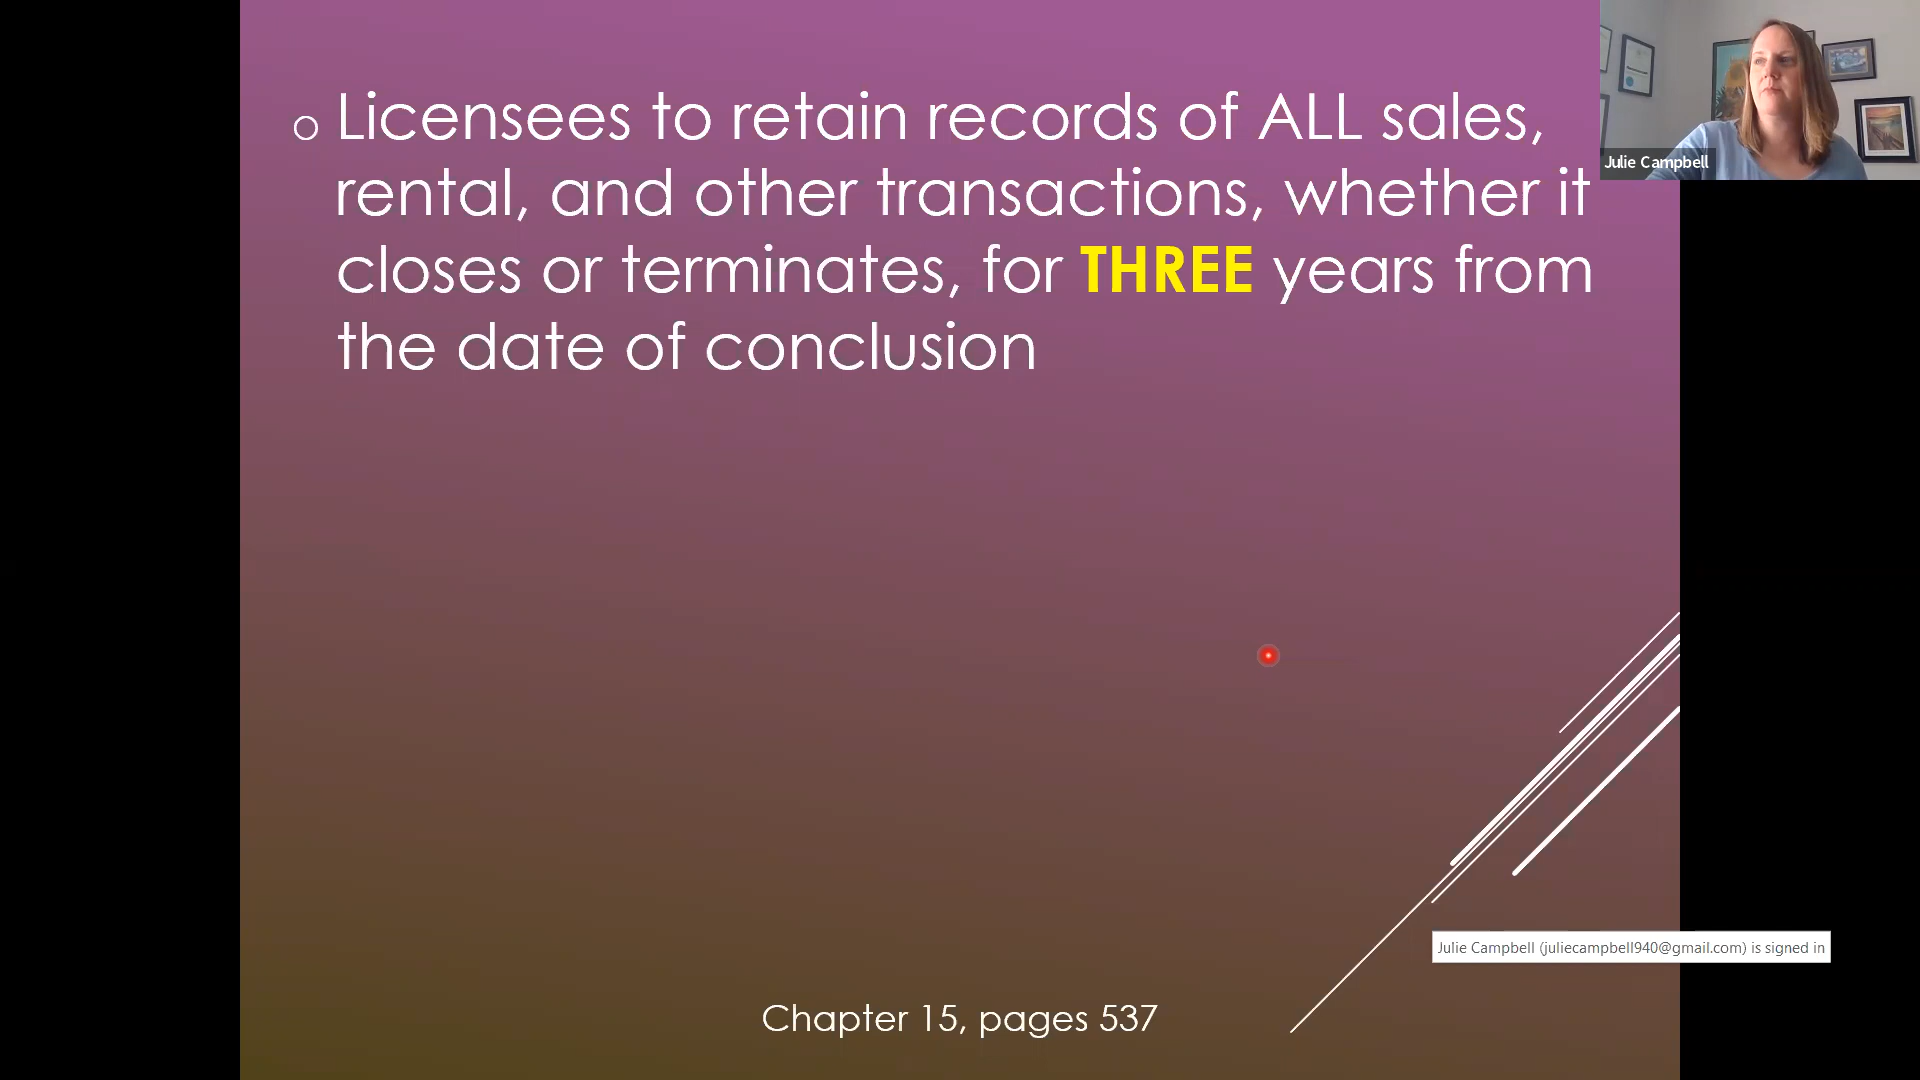 Licensees to retain records of ALL sales,
rental, and other transactions, whether it
closes or terminates, for THREE years from
the date of conclusion
Julie Campbell
Julie Campbell (juliecampbell940@gmail.com) is signed in
Chapter 15, pages 537